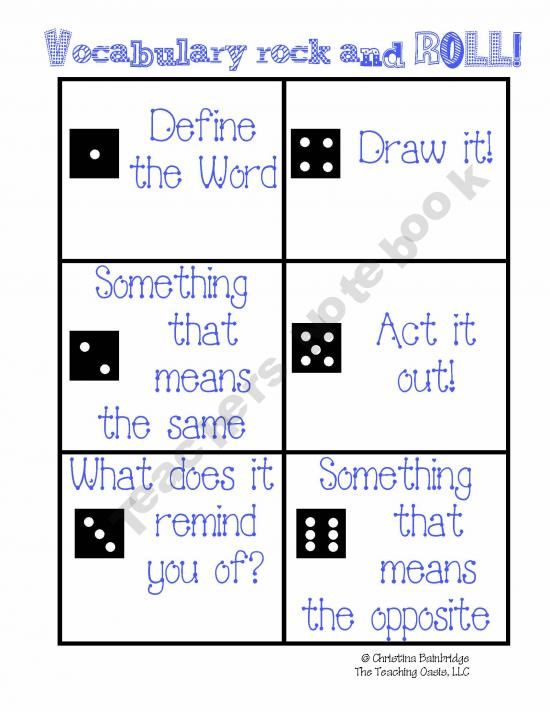 Vocabulary rock and ROLL!
Define
the Word
Draw it!
Something
that
means
the same
Act it
out!
What does it
remind
you of?
Something
that
means
the opposite
Teachers notebook
© Christina Bainbridge
The Teaching Oasis, LLC